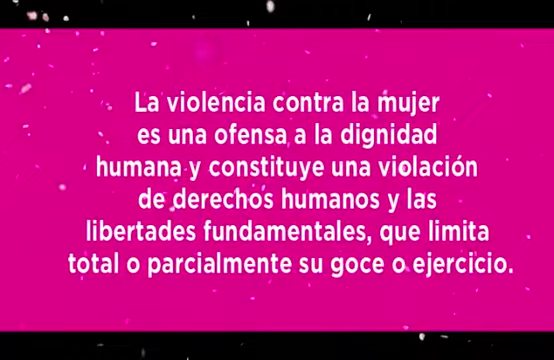 La violencia contra la mujer
es una ofensa a la dignidad
humana y constituye una violación
de derechos humanos y las
libertades fundamentales, que limita
total o parcialmente su goce o ejercicio.